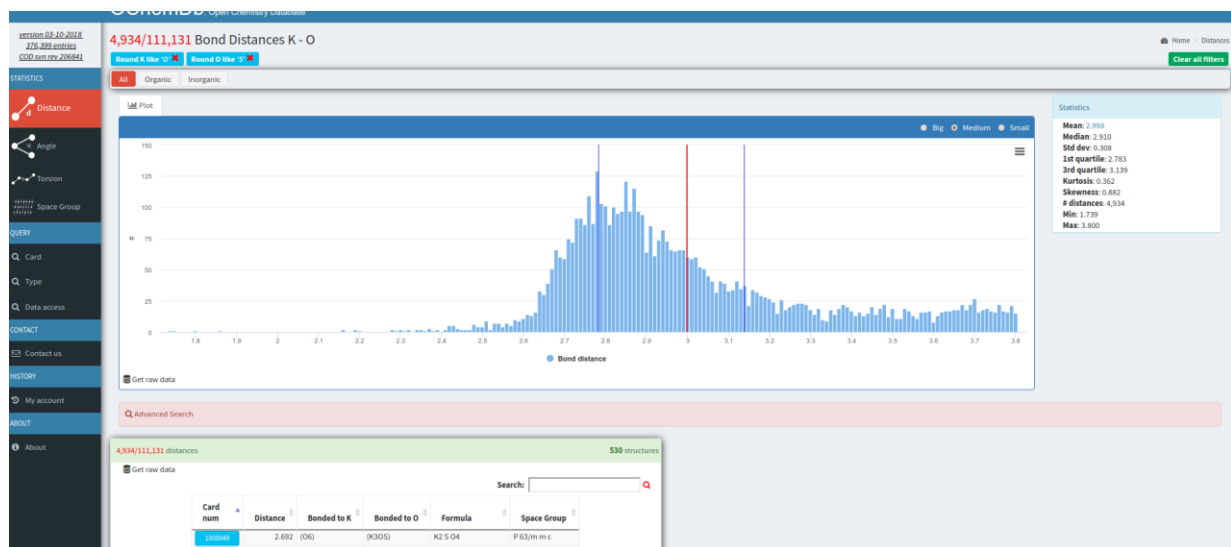 OChemDb Open Chemistry Database
version 03-10-2018
376,399 entries
COD svn rev 206841
4,934/111,131 Bond Distances K - O
Home Distances
Round K like 'O' ✖ Round O like 'S' ✖
Clear all filters
All Organic Inorganic
STATISTICS
Distance
Angle
Torsion
Space Group
QUERY
Card
Type
Data access
CONTACT
Contact us
HISTORY
My account
ABOUT
About
Plot
Big Medium Small
150
125
100
75
50
25
0
1.8 1.9 2 2.1 2.2 2.3 2.4 2.5 2.6 2.7 2.8 2.9 3 3.1 3.2 3.3 3.4 3.5 3.6 3.7 3.8
Bond distance
Get raw data
Statistics
Mean: 2.998
Median: 2.910
Std dev: 0.308
1st quartile: 2.783
3rd quartile: 3.139
Kurtosis: 0.362
Skewness: 0.882
# distances: 4,934
Min: 1.739
Max: 3.800
Advanced Search
4,934/111,131 distances 530 structures
Get raw data
Search:
Card num Distance Bonded to K Bonded to O Formula Space Group
1000049 2.692 (O6) (K3OS) K2 S O4 P 63/m m c